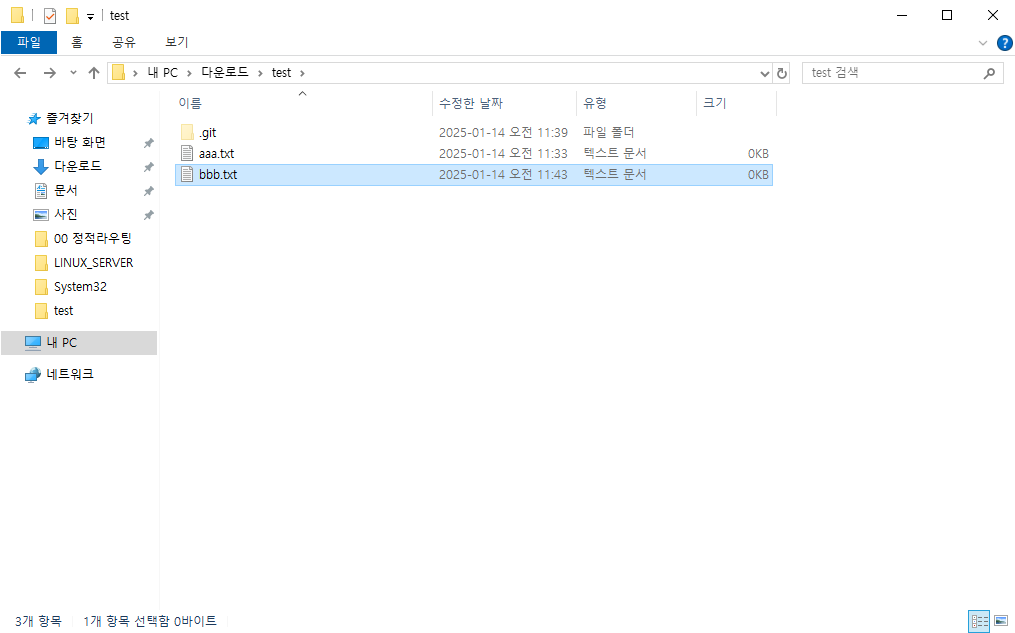 test
파일 홈 공유 보기
내 PC 다운로드 test test 검색
이름 수정한 날짜 유형 크기
즐겨찾기
바탕 화면
다운로드
문서
사진
00 정적라우팅
LINUX_SERVER
System32
test
내 PC
네트워크
.git 2025-01-14 오전 11:39 파일 폴더
aaa.txt 2025-01-14 오전 11:33 텍스트 문서 0KB
bbb.txt 2025-01-14 오전 11:43 텍스트 문서 0KB
3개 항목 1개 항목 선택함 0바이트